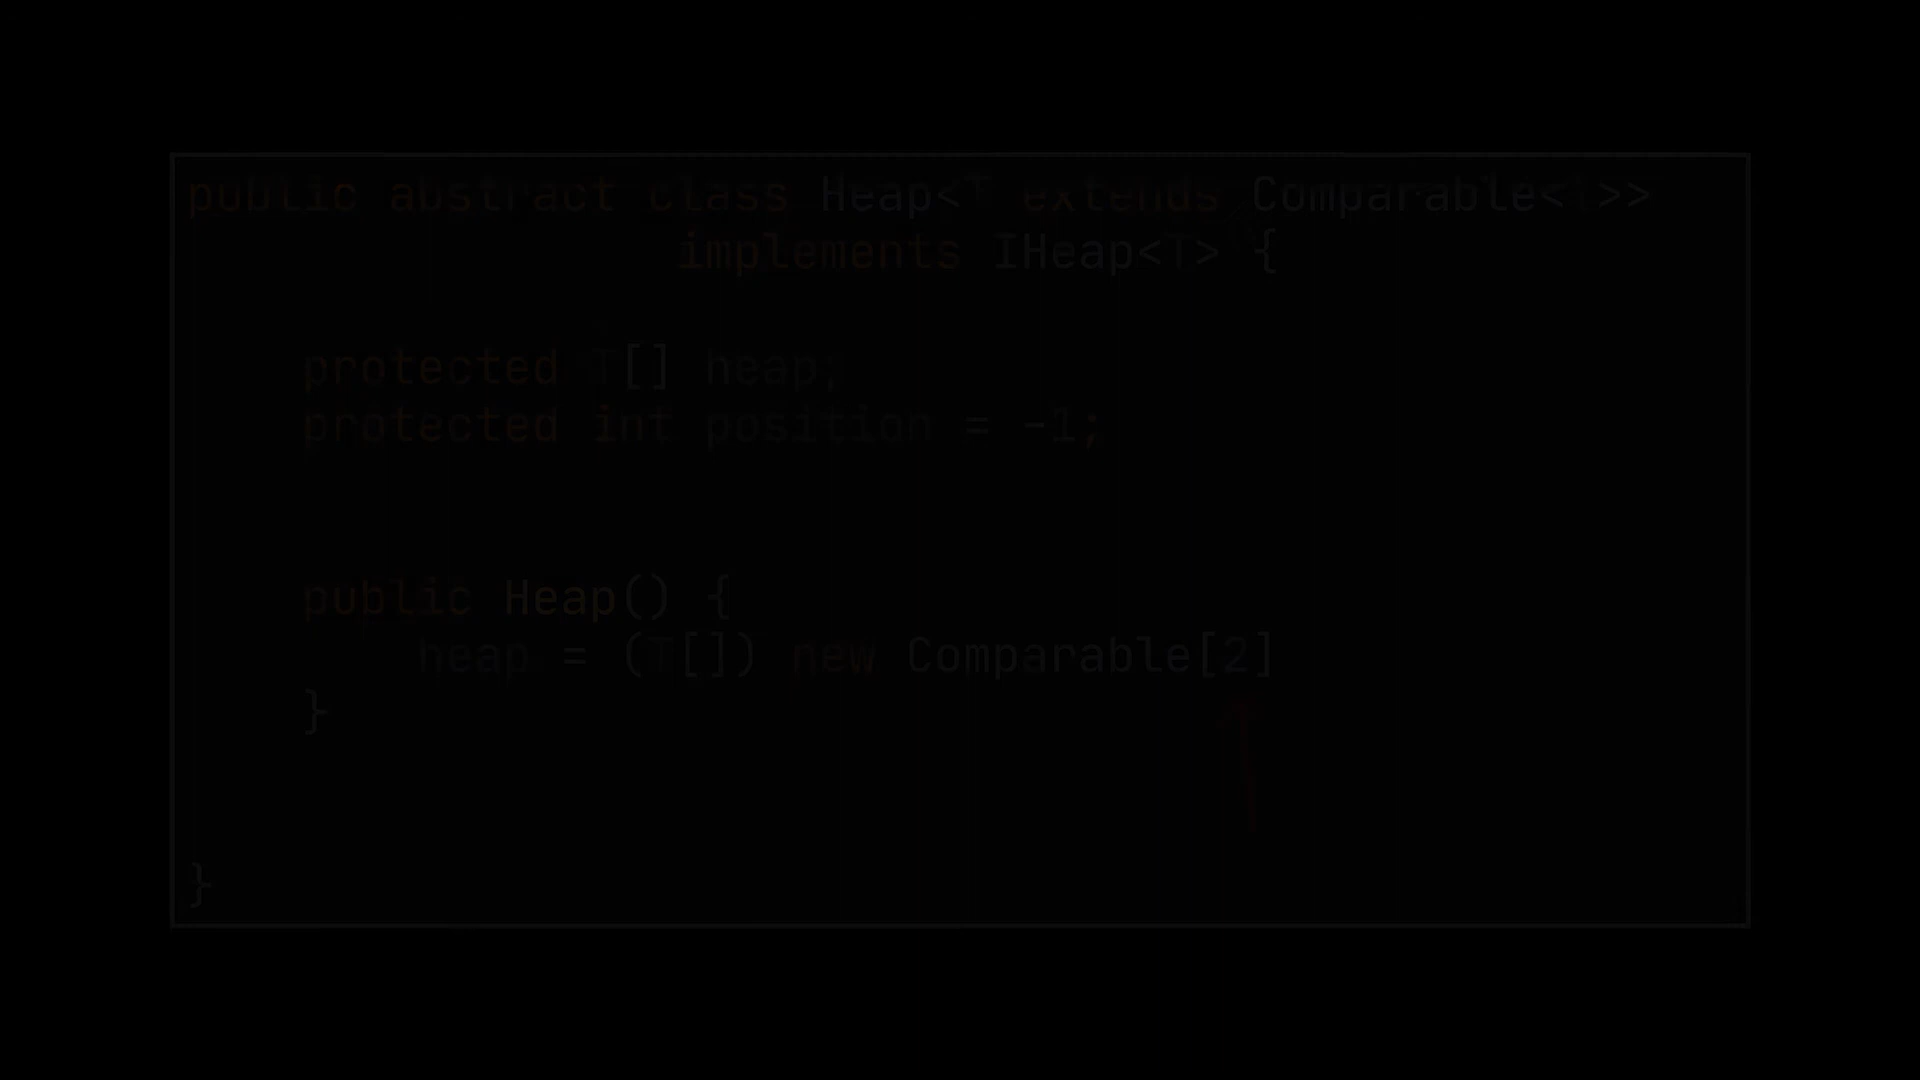 public abstract class Heap<T extends Comparable<T>>
implements IHeap<T> {
protected T[] heap;
protected int position = -1;
public Heap() {
heap = (T[]) new Comparable[2]
}
}